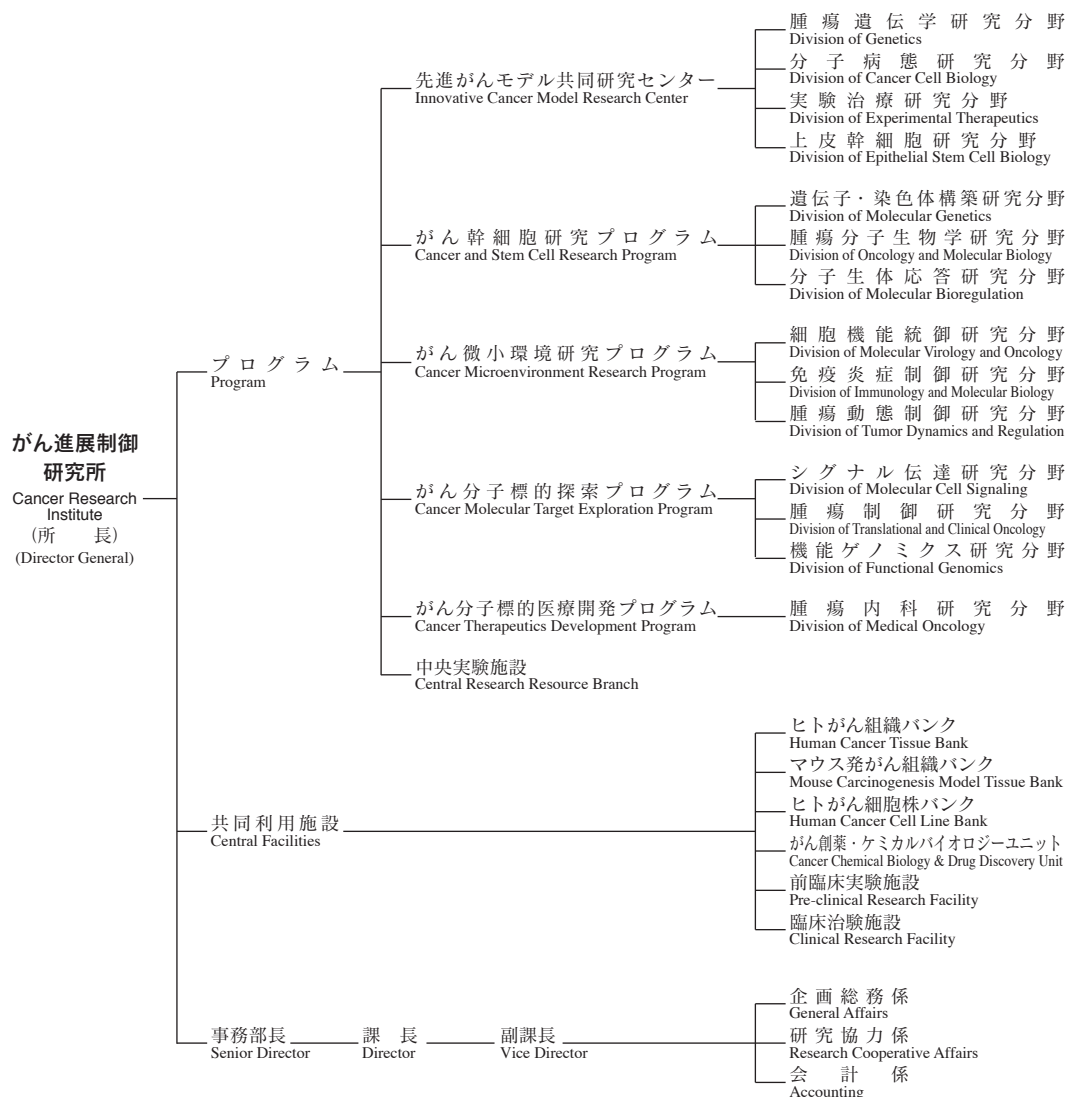 がん進展制御
研究所
Cancer Research
Institute
(所 長)
(Director General)
プログラム
Program
先進がんモデル共同研究センター
Innovative Cancer Model Research Center
腫瘍遺伝学研究分野
Division of Genetics
分子病態研究分野
Division of Cancer Cell Biology
実験治療研究分野
Division of Experimental Therapeutics
上皮幹細胞研究分野
Division of Epithelial Stem Cell Biology
がん幹細胞研究プログラム
Cancer and Stem Cell Research Program
遺伝子・染色体構築研究分野
Division of Molecular Genetics
腫瘍分子生物学研究分野
Division of Oncology and Molecular Biology
分子生体応答研究分野
Division of Molecular Bioregulation
がん微小環境研究プログラム
Cancer Microenvironment Research Program
細胞機能統御研究分野
Division of Molecular Virology and Oncology
免疫炎症制御研究分野
Division of Immunology and Molecular Biology
腫瘍動態制御研究分野
Division of Tumor Dynamics and Regulation
がん分子標的探索プログラム
Cancer Molecular Target Exploration Program
シグナル伝達研究分野
Division of Molecular Cell Signaling
腫瘍制御研究分野
Division of Translational and Clinical Oncology
機能ゲノミクス研究分野
Division of Functional Genomics
がん分子標的医療開発プログラム
Cancer Therapeutics Development Program
腫瘍内科研究分野
Division of Medical Oncology
中央実験施設
Central Research Resource Branch
共同利用施設
Central Facilities
ヒトがん組織バンク
Human Cancer Tissue Bank
マウス発がん組織バンク
Mouse Carcinogenesis Model Tissue Bank
ヒトがん細胞株バンク
Human Cancer Cell Line Bank
がん創薬・ケミカルバイオロジーユニット
Cancer Chemical Biology & Drug Discovery Unit
前臨床実験施設
Pre-clinical Research Facility
臨床治験施設
Clinical Research Facility
事務部長
Senior Director
課長
Director
副課長
Vice Director
企画総務係
General Affairs
研究協力係
Research Cooperative Affairs
会計係
Accounting